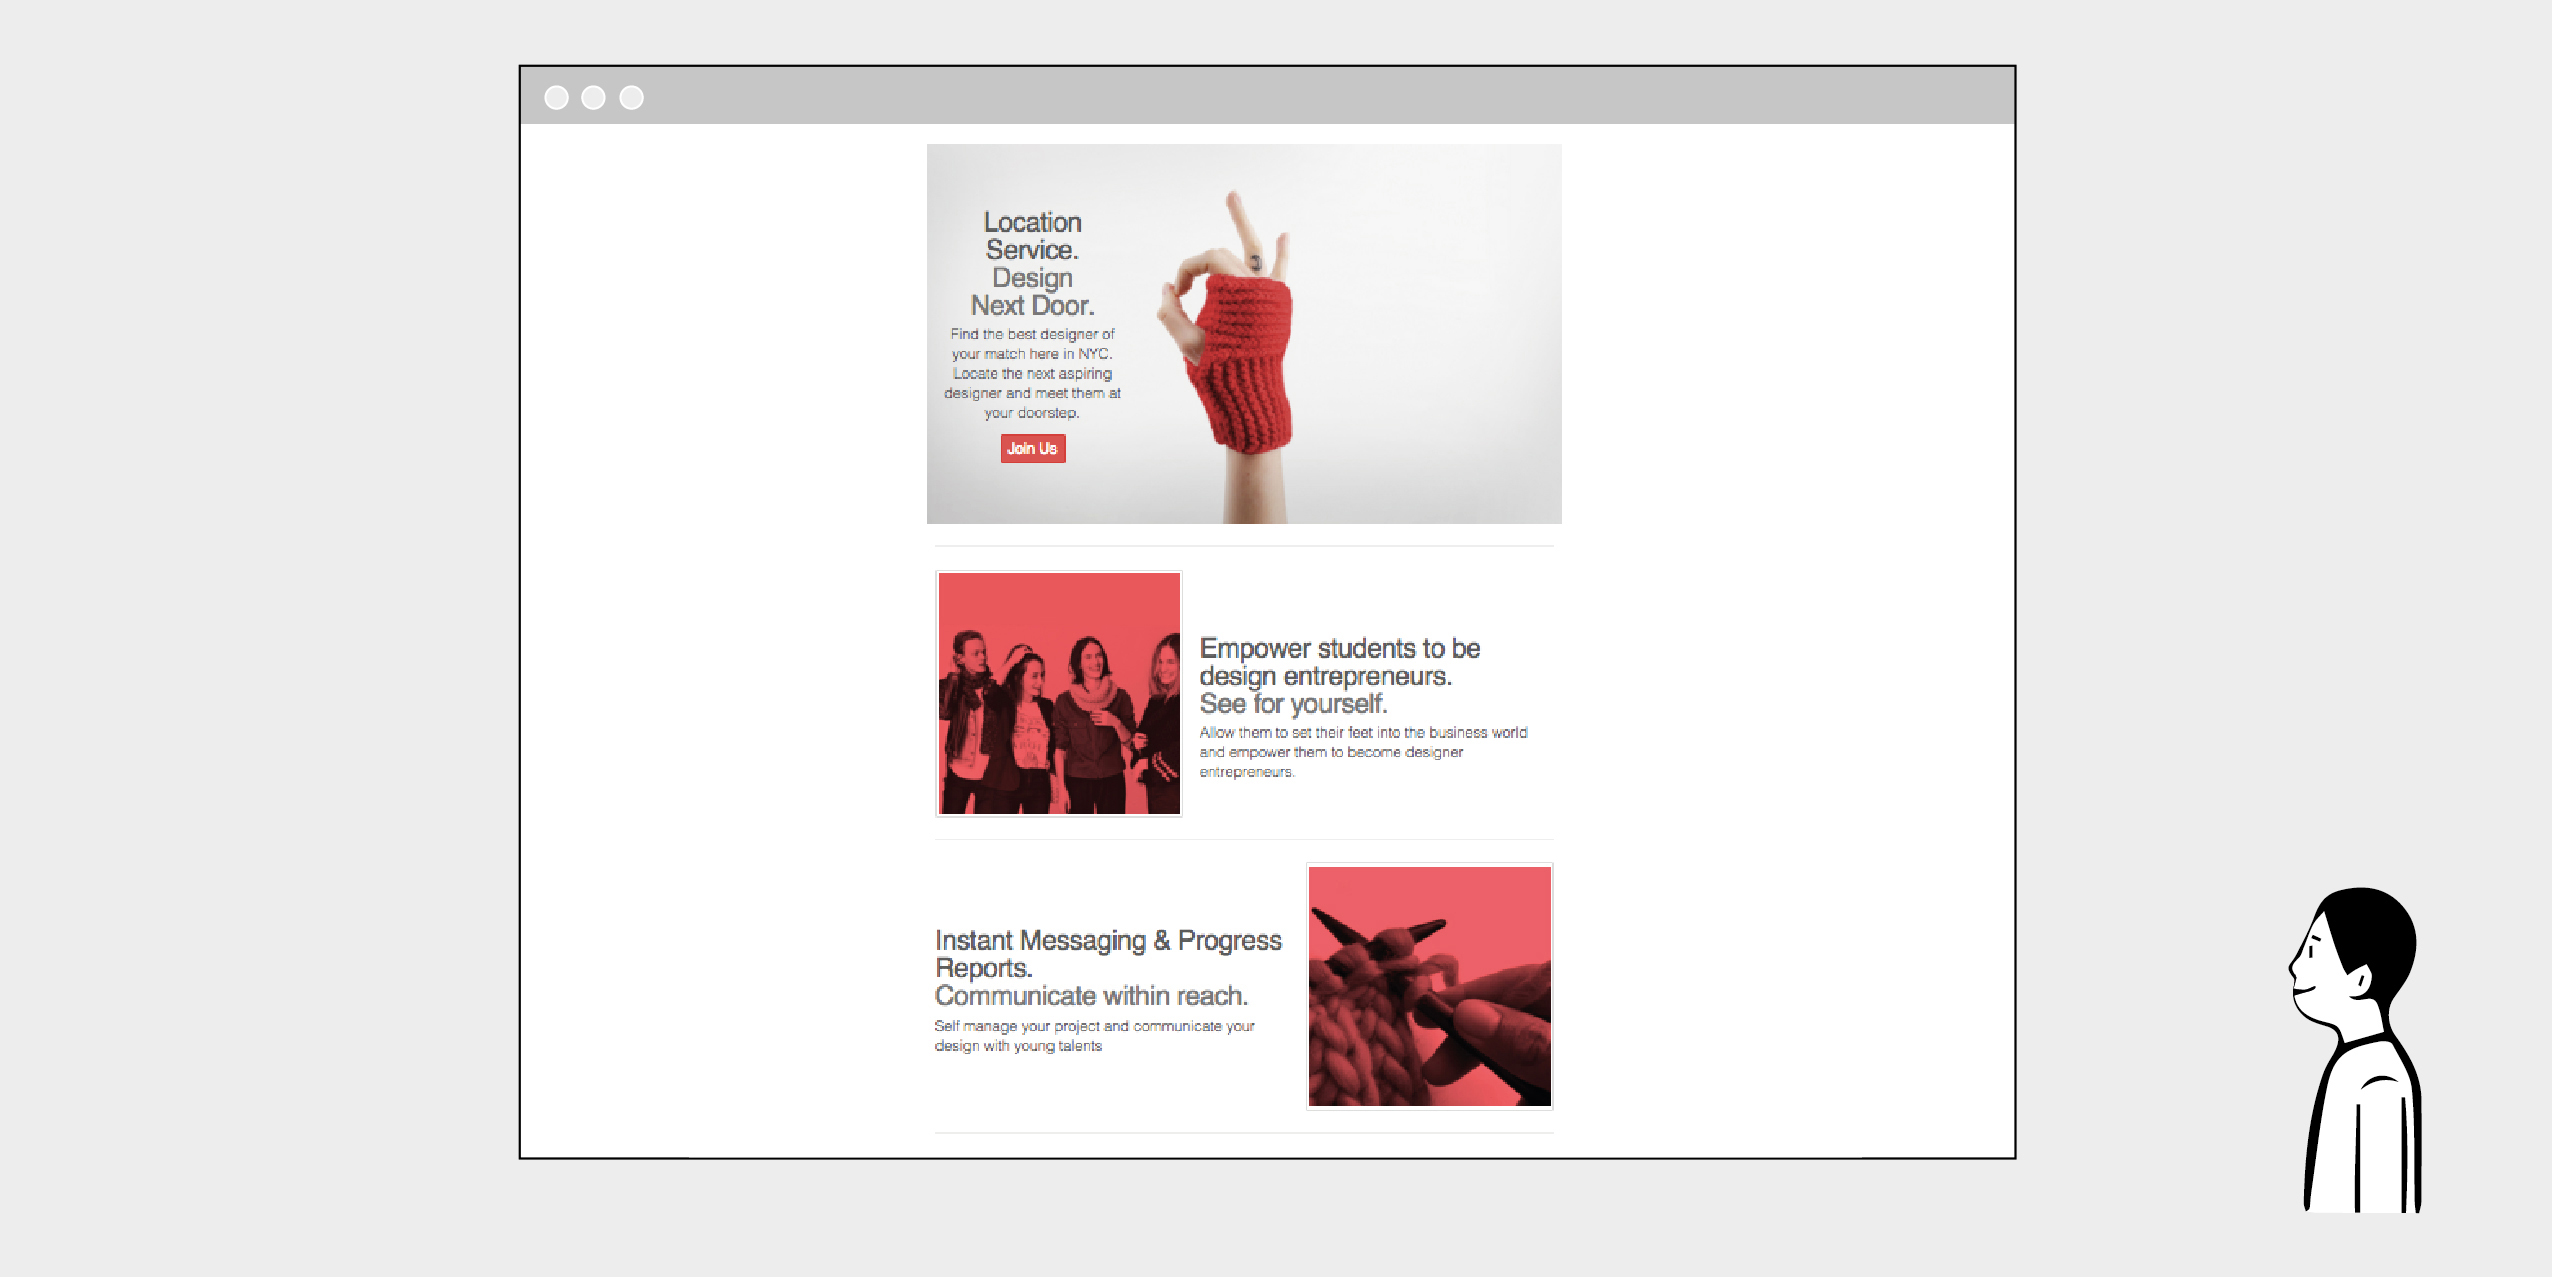 Location
Service.
Design
Next Door.
Find the best designer of
your match here in NYC.
Locate the next aspiring
designer and meet them at
your doorstep.
Join Us
Empower students to be
design entrepreneurs.
See for yourself.
Allow them to set their feet into the business world
and empower them to become designer
entrepreneurs.
Instant Messaging & Progress
Reports.
Communicate within reach.
Self manage your project and communicate your
design with young talents